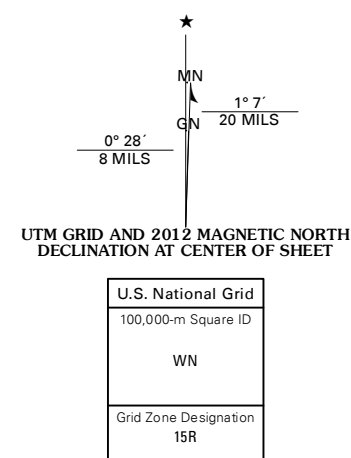 ★
MN
1° 7´
20 MILS
GN
0° 28´
8 MILS
UTM GRID AND 2012 MAGNETIC NORTH
DECLINATION AT CENTER OF SHEET
U.S. National Grid
100,000-m Square ID
WN
Grid Zone Designation
15R